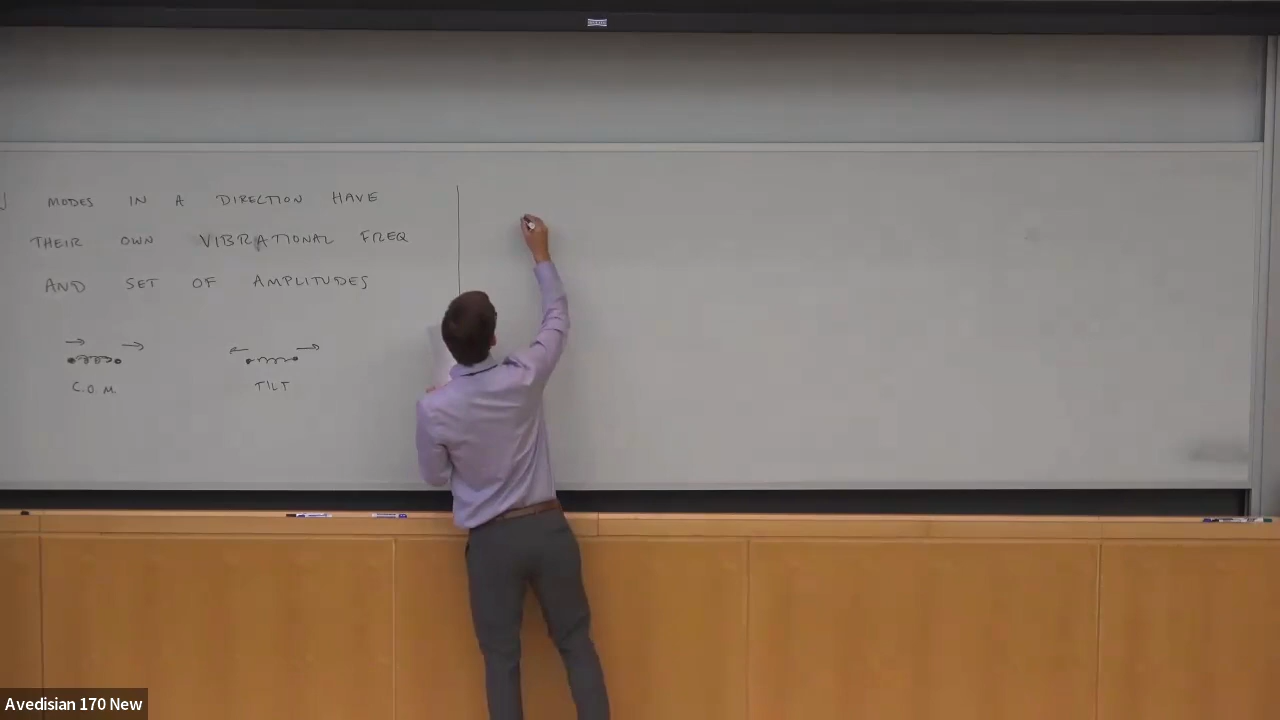 MODES IN A DIRECTION HAVE
THEIR OWN VIBRATIONAL FREQ
AND SET OF AMPLITUDES
C.O.M. TILT
Avedisian 170 New